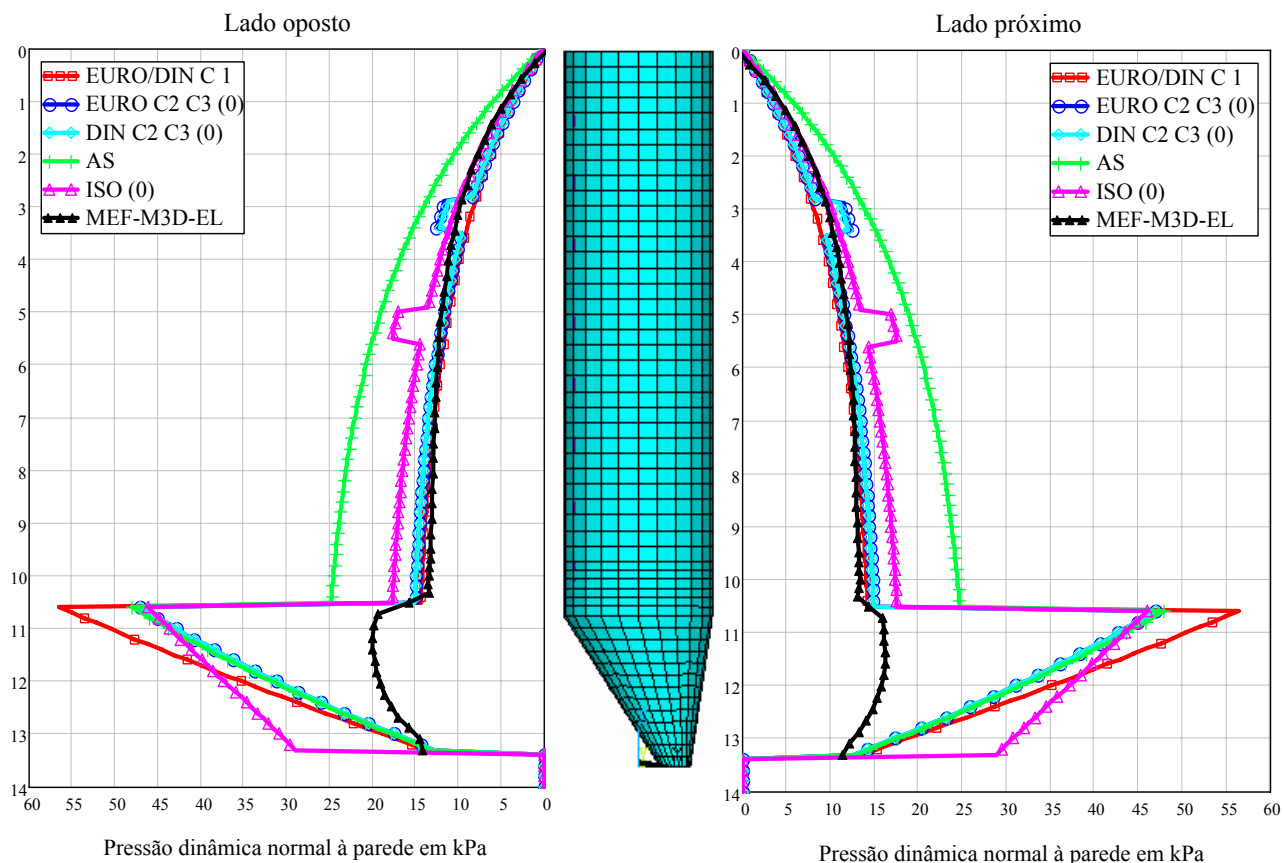 Lado oposto
Lado próximo
0
1
2
3
4
5
6
7
8
9
10
11
12
13
14
EURO/DIN C 1
EURO C2 C3 (0)
DIN C2 C3 (0)
AS
ISO (0)
MEF-M3D-EL
60 55 50 45 40 35 30 25 20 15 10 5 0
Pressão dinâmica normal à parede em kPa
0
1
2
3
4
5
6
7
8
9
10
11
12
13
14
EURO/DIN C 1
EURO C2 C3 (0)
DIN C2 C3 (0)
AS
ISO (0)
MEF-M3D-EL
0 5 10 15 20 25 30 35 40 45 50 55 60
Pressão dinâmica normal à parede em kPa